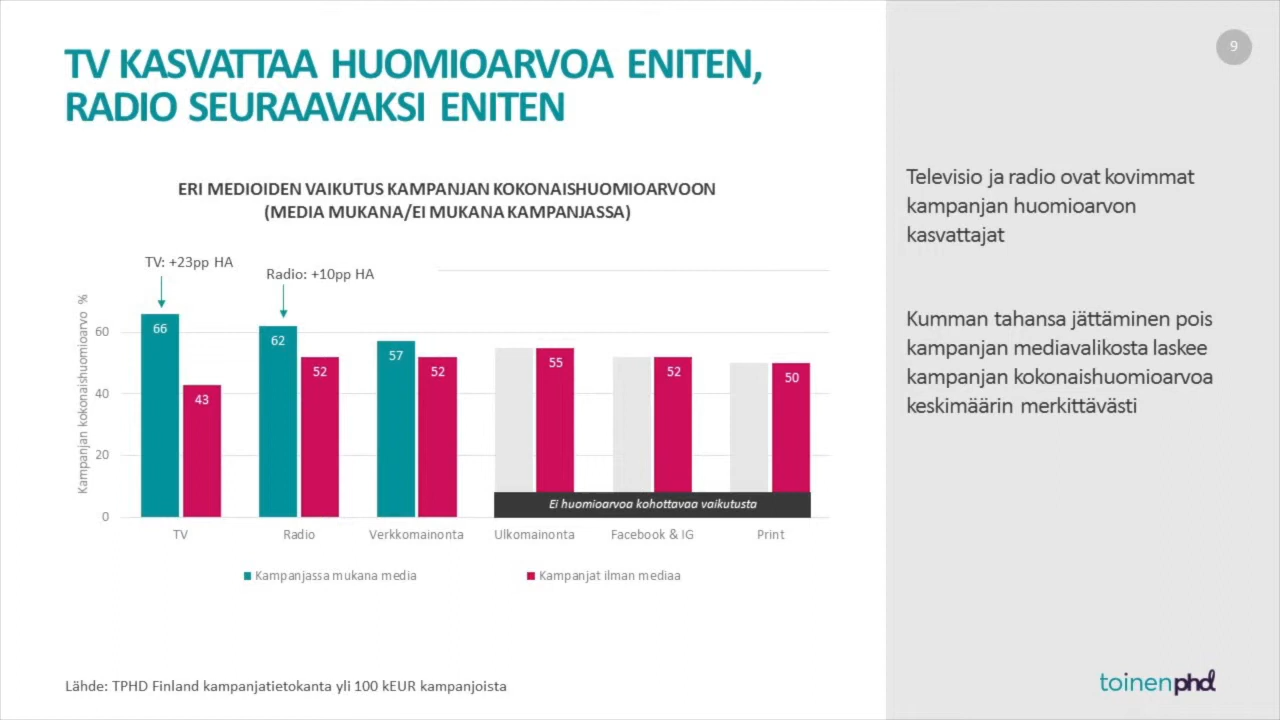 TV KASVATTAA HUOMIOARVOA ENITEN,
RADIO SEURAAVAKSI ENITEN
9
ERI MEDIOIDEN VAIKUTUS KAMPANJAN KOKONAISHUOMIOARVOON
(MEDIA MUKANA/EI MUKANA KAMPANJASSA)
TV: +23pp HA
Radio: +10pp HA
Kampanjan kokonaishuomioarvo %
60
40
20
0
66
43
62
52
57
52
55
52
50
Ei huomioarvoa kohottavaa vaikutusta
TV
Radio
Verkkomainonta
Ulkomainonta
Facebook & IG
Print
Kampanjassa mukana media
Kampanjat ilman mediaa
Televisio ja radio ovat kovimmat
kampanjan huomioarvon
kasvattajat
Kumman tahansa jättäminen pois
kampanjan mediavalikosta laskee
kampanjan kokonaishuomioarvoa
keskimäärin merkittävästi
Lähde: TPHD Finland kampanjatietokanta yli 100 kEUR kampanjoista
toinenphd